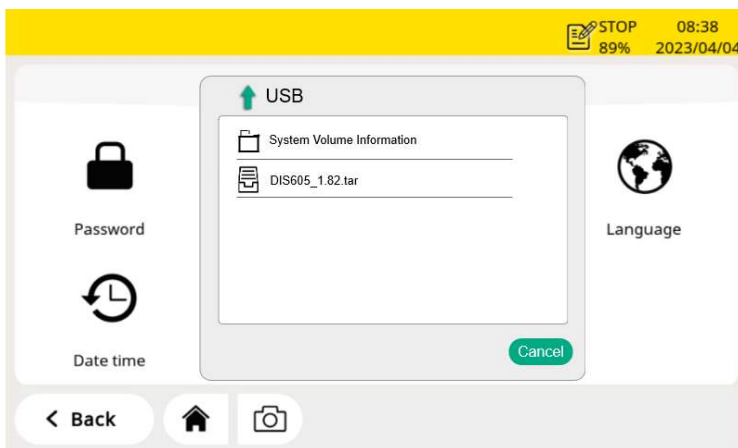 STOP 08:38
89% 2023/04/04
USB
System Volume Information
DIS605_1.82.tar
Password
Language
Date time
Cancel
Back